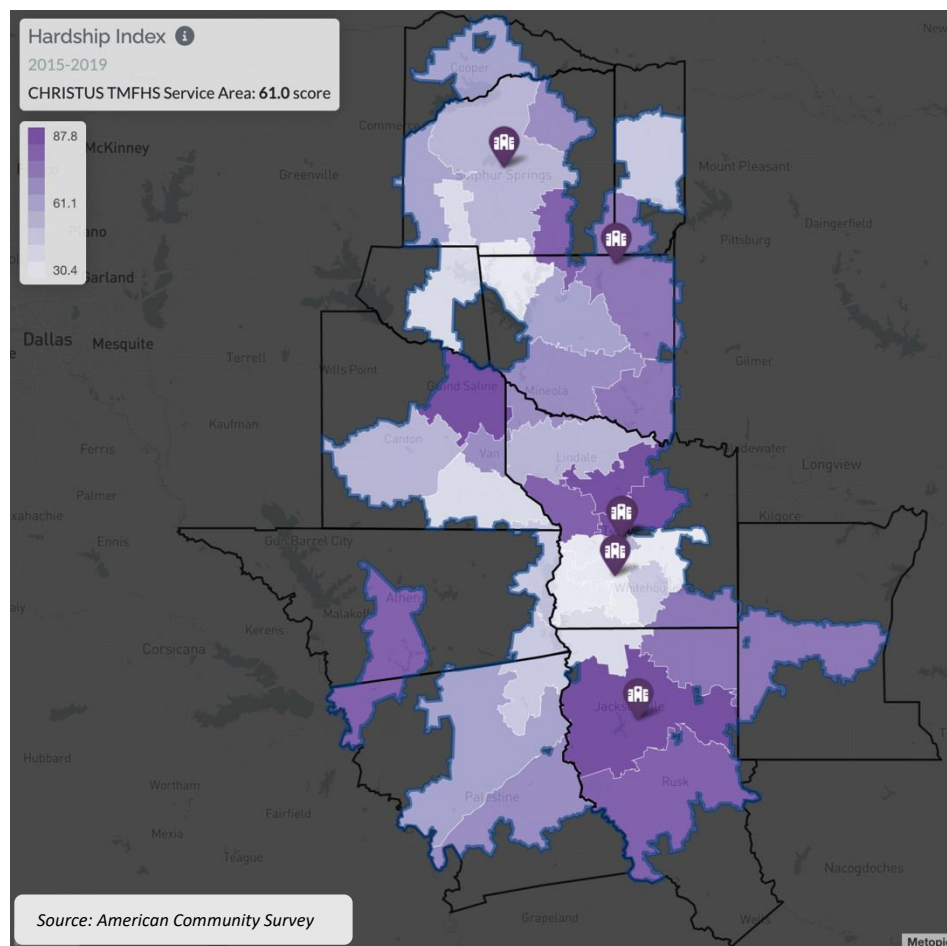 Hardship Index
2015-2019
CHRISTUS TMFHS Service Area: 61.0 score
87.8
61.1
30.4
New
Cooper
Commerce
McKinney
Greenville
Sulphur Springs
Mount Pleasant
Daingerfield
Pittsburg
Plano
Garland
Dallas
Mesquite
Terrell
Wills Point
Grand Saline
Mineola
Gilmer
Kaufman
Canton
Van
Lindale
Ferris
Longview
Palmer
Kilgore
Ennis
Gun Barrel City
Whitehouse
Malakoff
Athens
Kerens
Corsicana
Jacksonville
Hubbard
Wortham
Palestine
Rusk
Fairfield
Mexia
Teague
Nacogdoches
Source: American Community Survey
Grapeland
Wells
Metopi